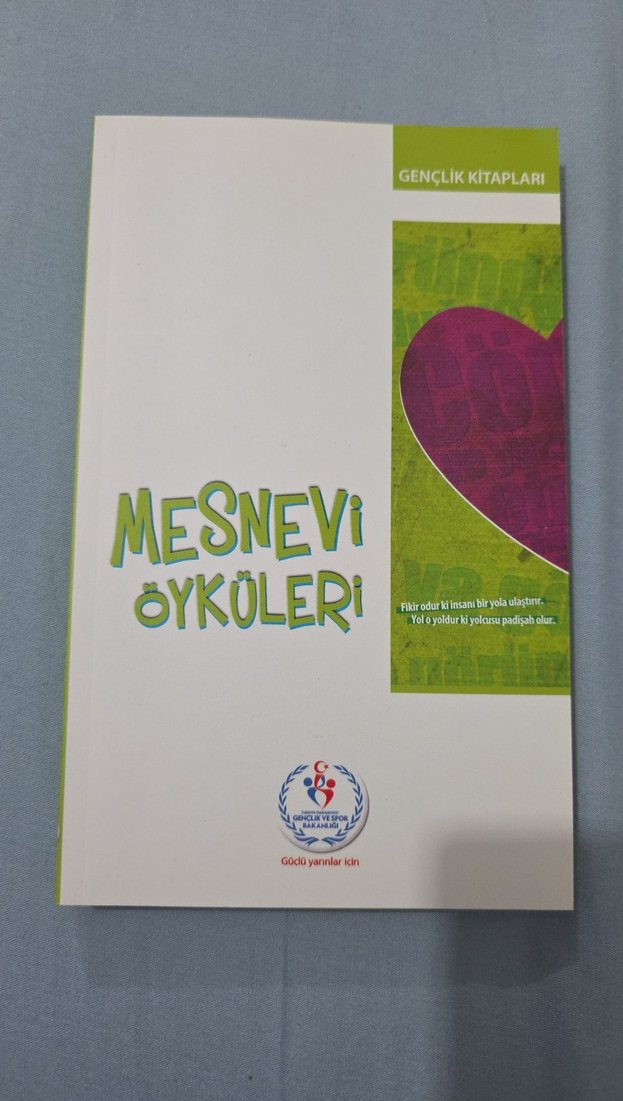 GENÇLİK KİTAPLARI
MESNEVİ
ÖYKÜLERİ
Fikir odur ki insanı bir yola ulaştırır.
Yol o yoldur ki yolcusu padişah olur.
GENÇLİK VE SPOR
BAKANLIĞI
Güçlü yarınlar için